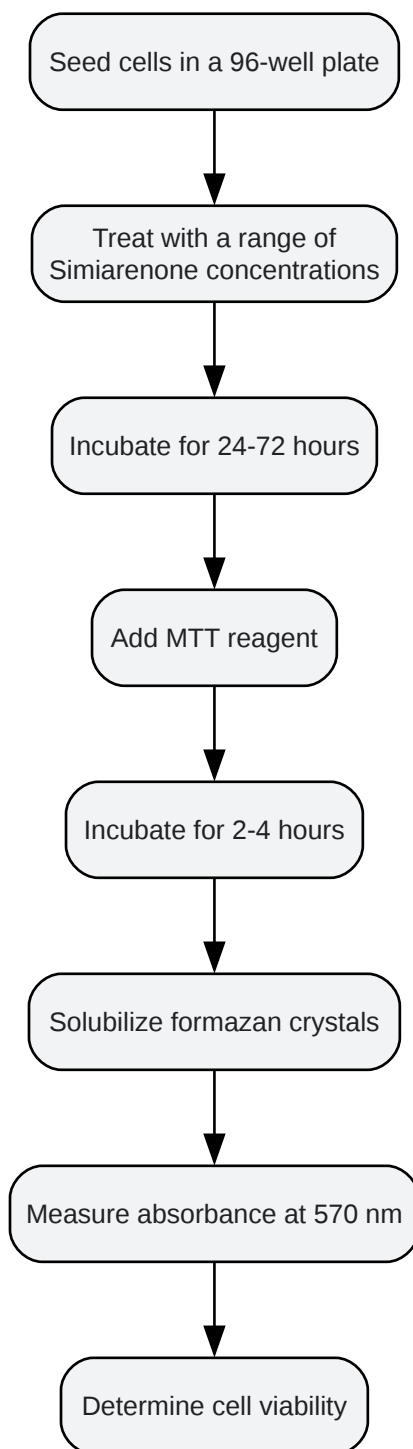 Seed cells in a 96-well plate
Treat with a range of
Simiarenone concentrations
Incubate for 24-72 hours
Add MTT reagent
Incubate for 2-4 hours
Solubilize formazan crystals
Measure absorbance at 570 nm
Determine cell viability